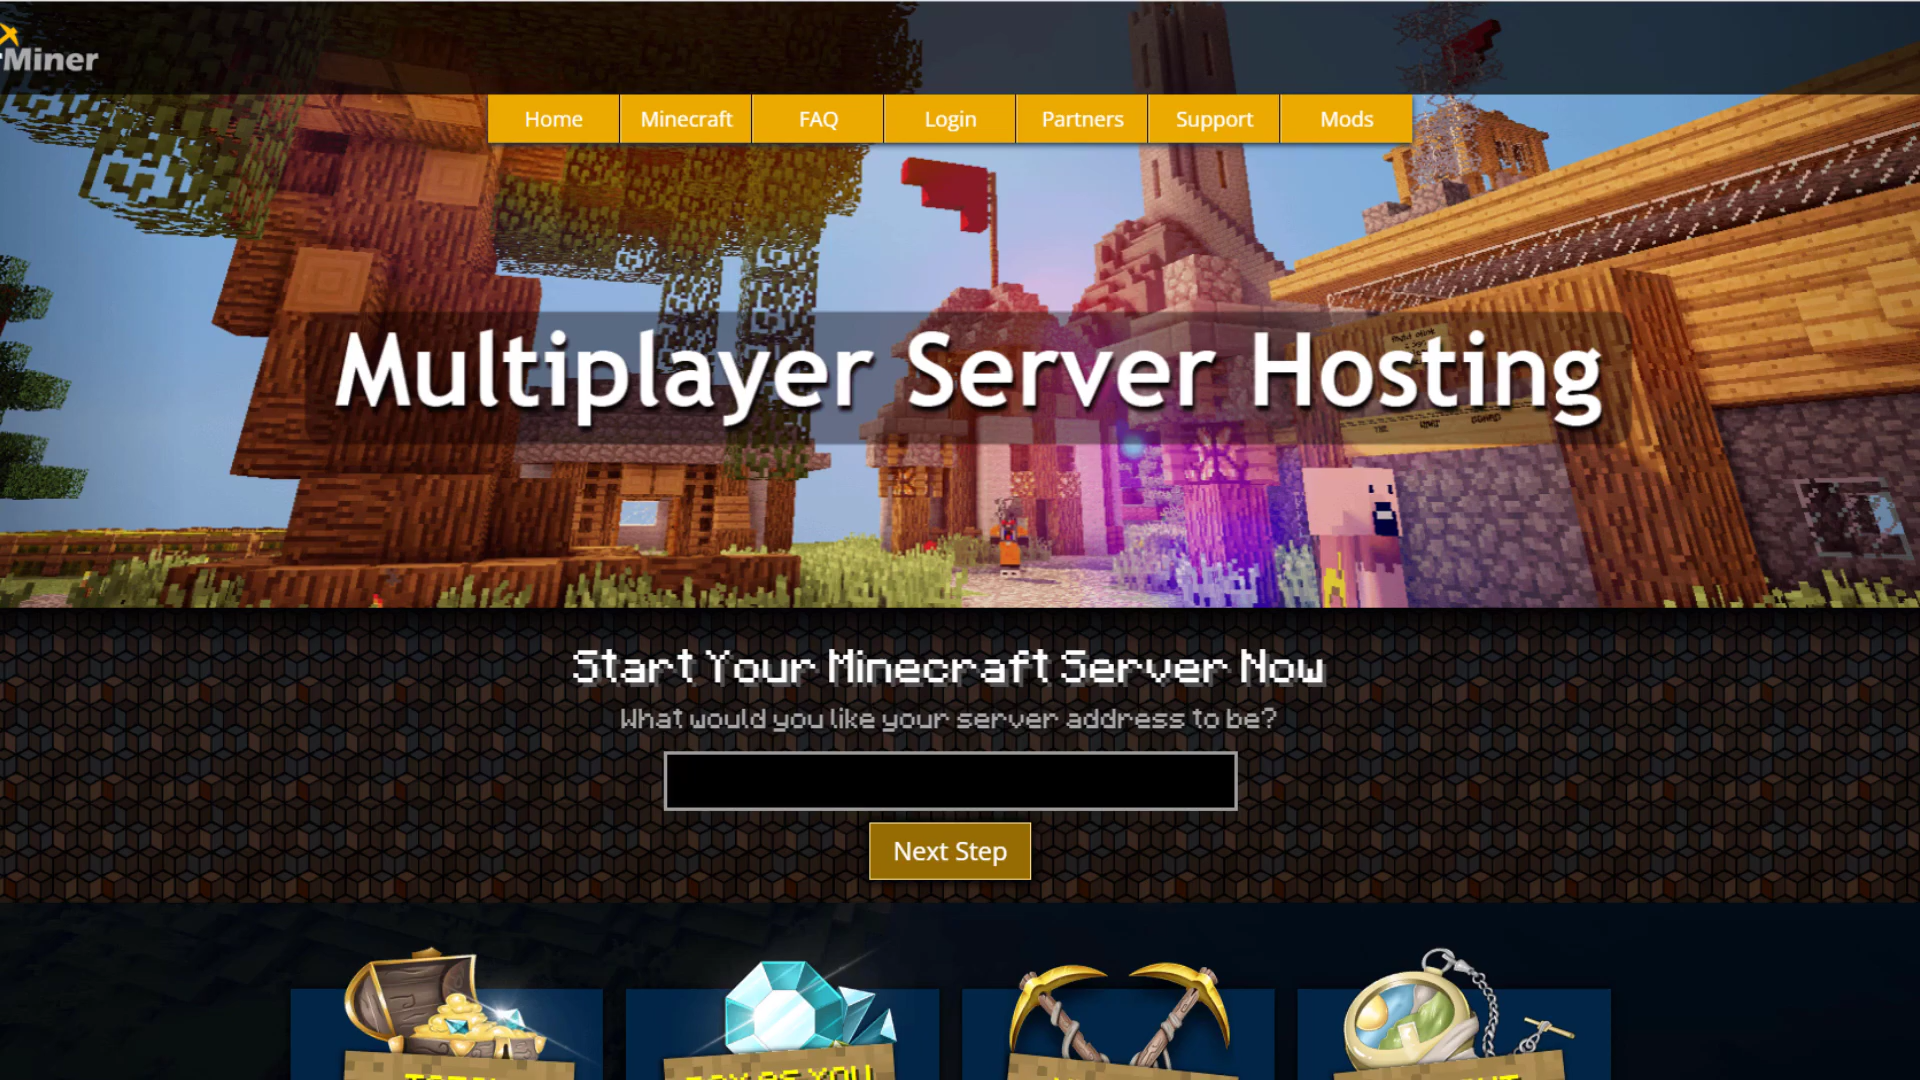 Miner
Home
Minecraft
FAQ
Login
Partners
Support
Mods
Multiplayer Server Hosting
Start Your Minecraft Server Now
What would you like your server address to be?
Next Step